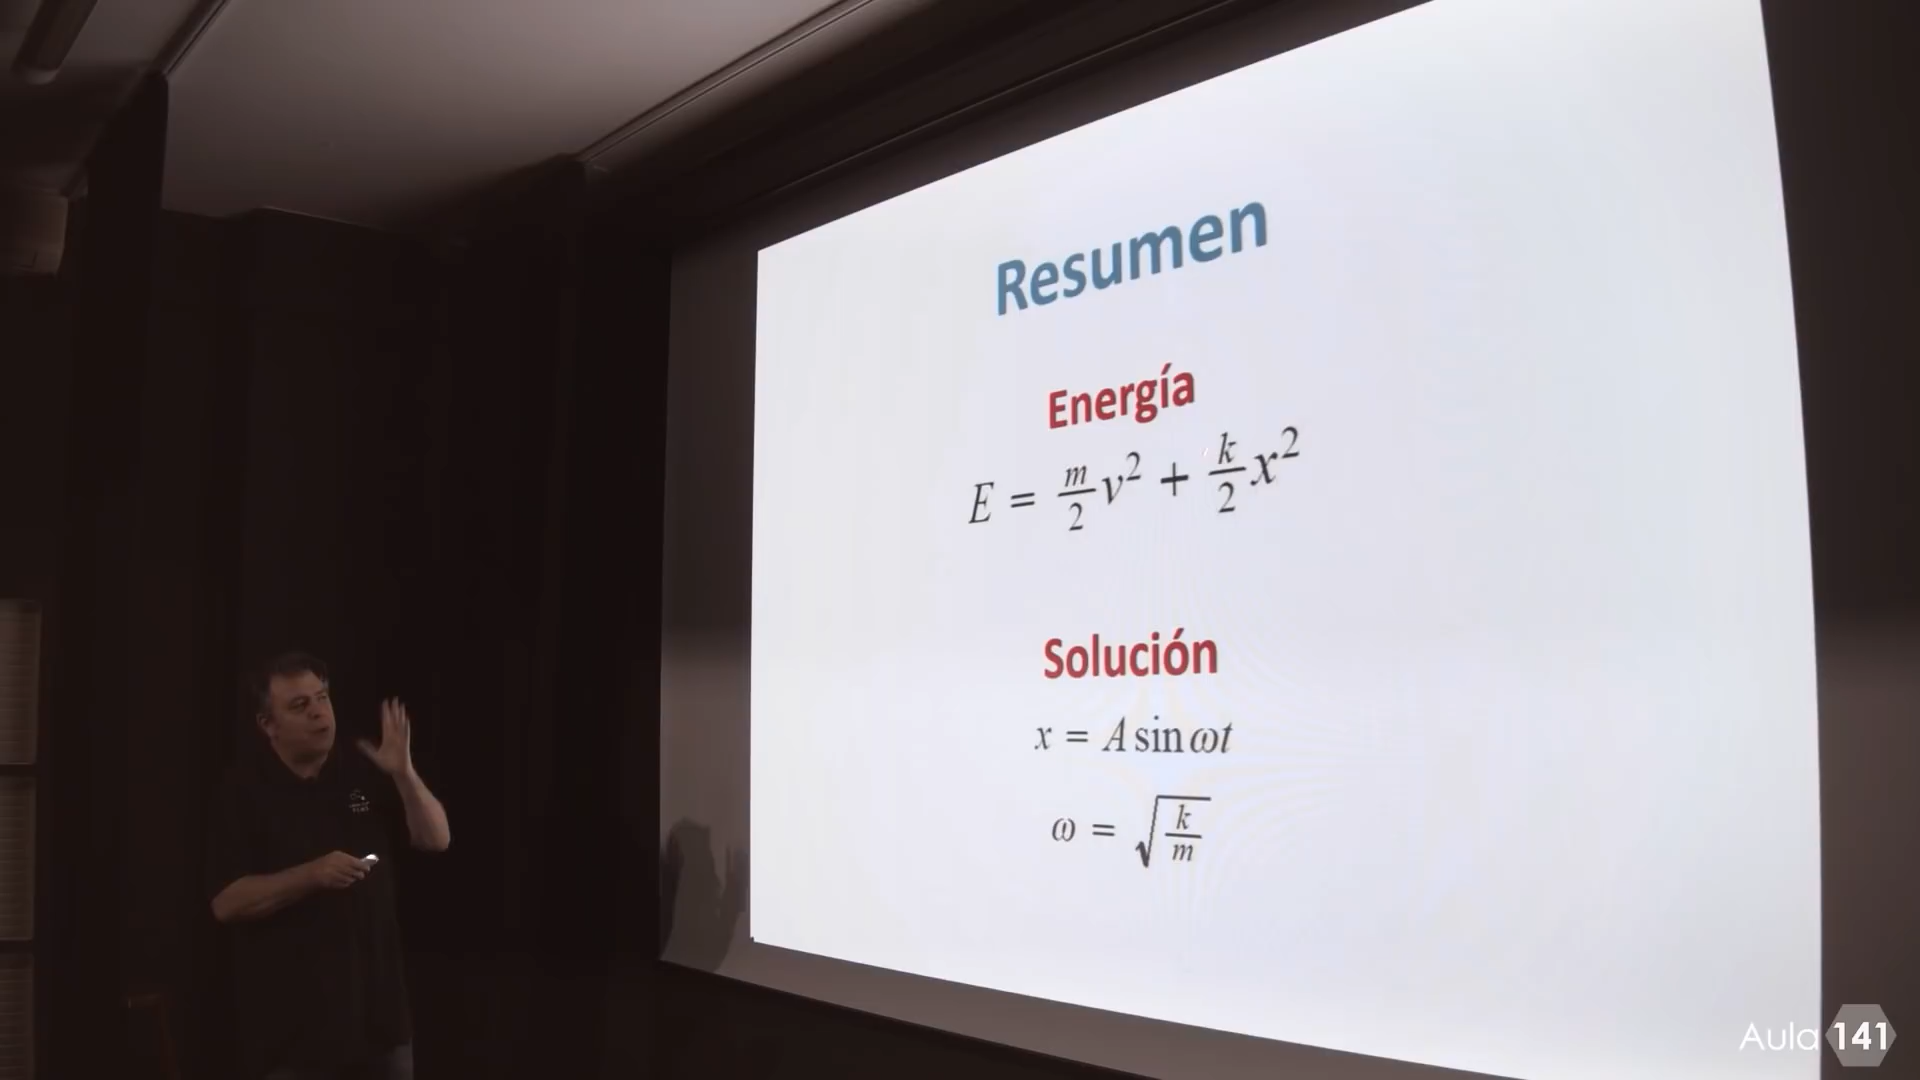 Resumen
Energía
E = m/2 v² + k/2 x²
Solución
x = A sin ωt
ω = √(k/m)
Aula 141